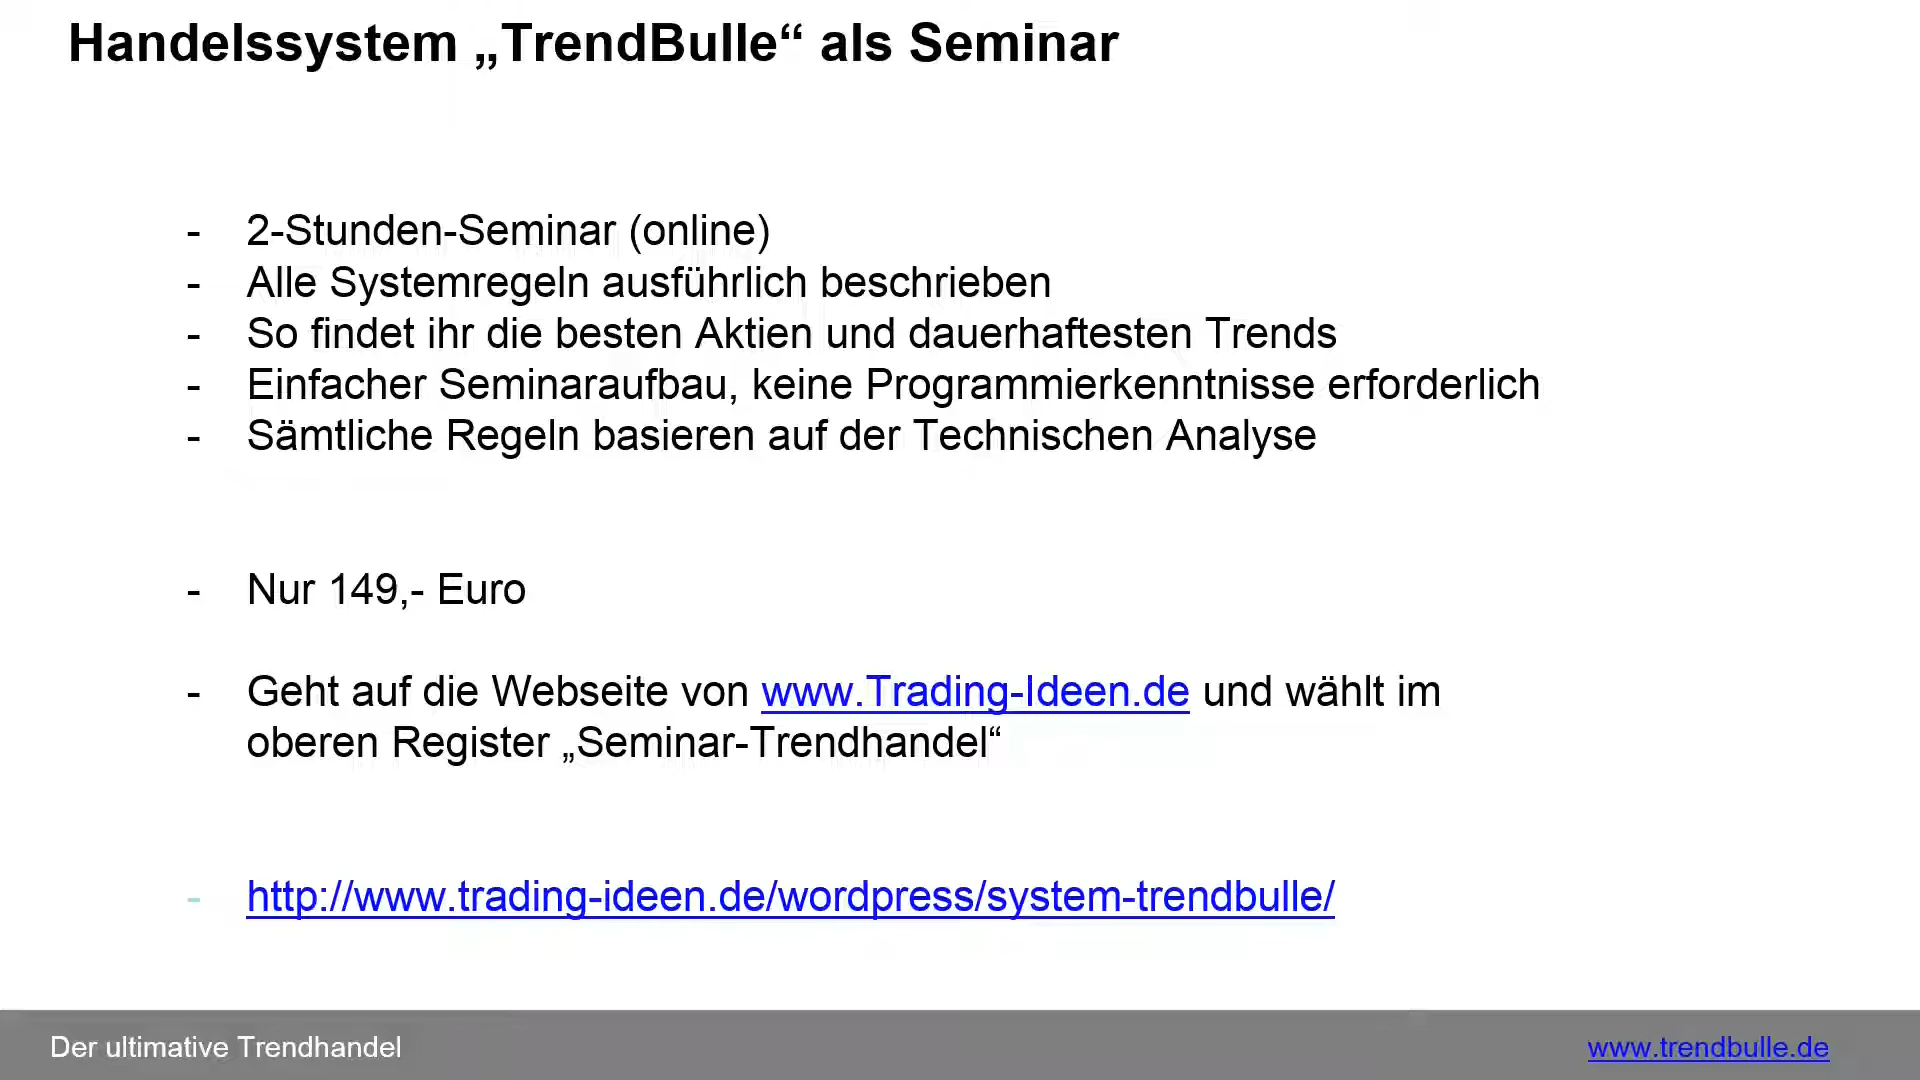 Handelssystem „TrendBulle“ als Seminar
- 2-Stunden-Seminar (online)
- Alle Systemregeln ausführlich beschrieben
- So findet ihr die besten Aktien und dauerhaftesten Trends
- Einfacher Seminaraufbau, keine Programmierkenntnisse erforderlich
- Sämtliche Regeln basieren auf der Technischen Analyse
- Nur 149,- Euro
- Geht auf die Webseite von www.Trading-Ideen.de und wählt im
oberen Register „Seminar-Trendhandel“
- http://www.trading-ideen.de/wordpress/system-trendbulle/
Der ultimative Trendhandel
www.trendbulle.de